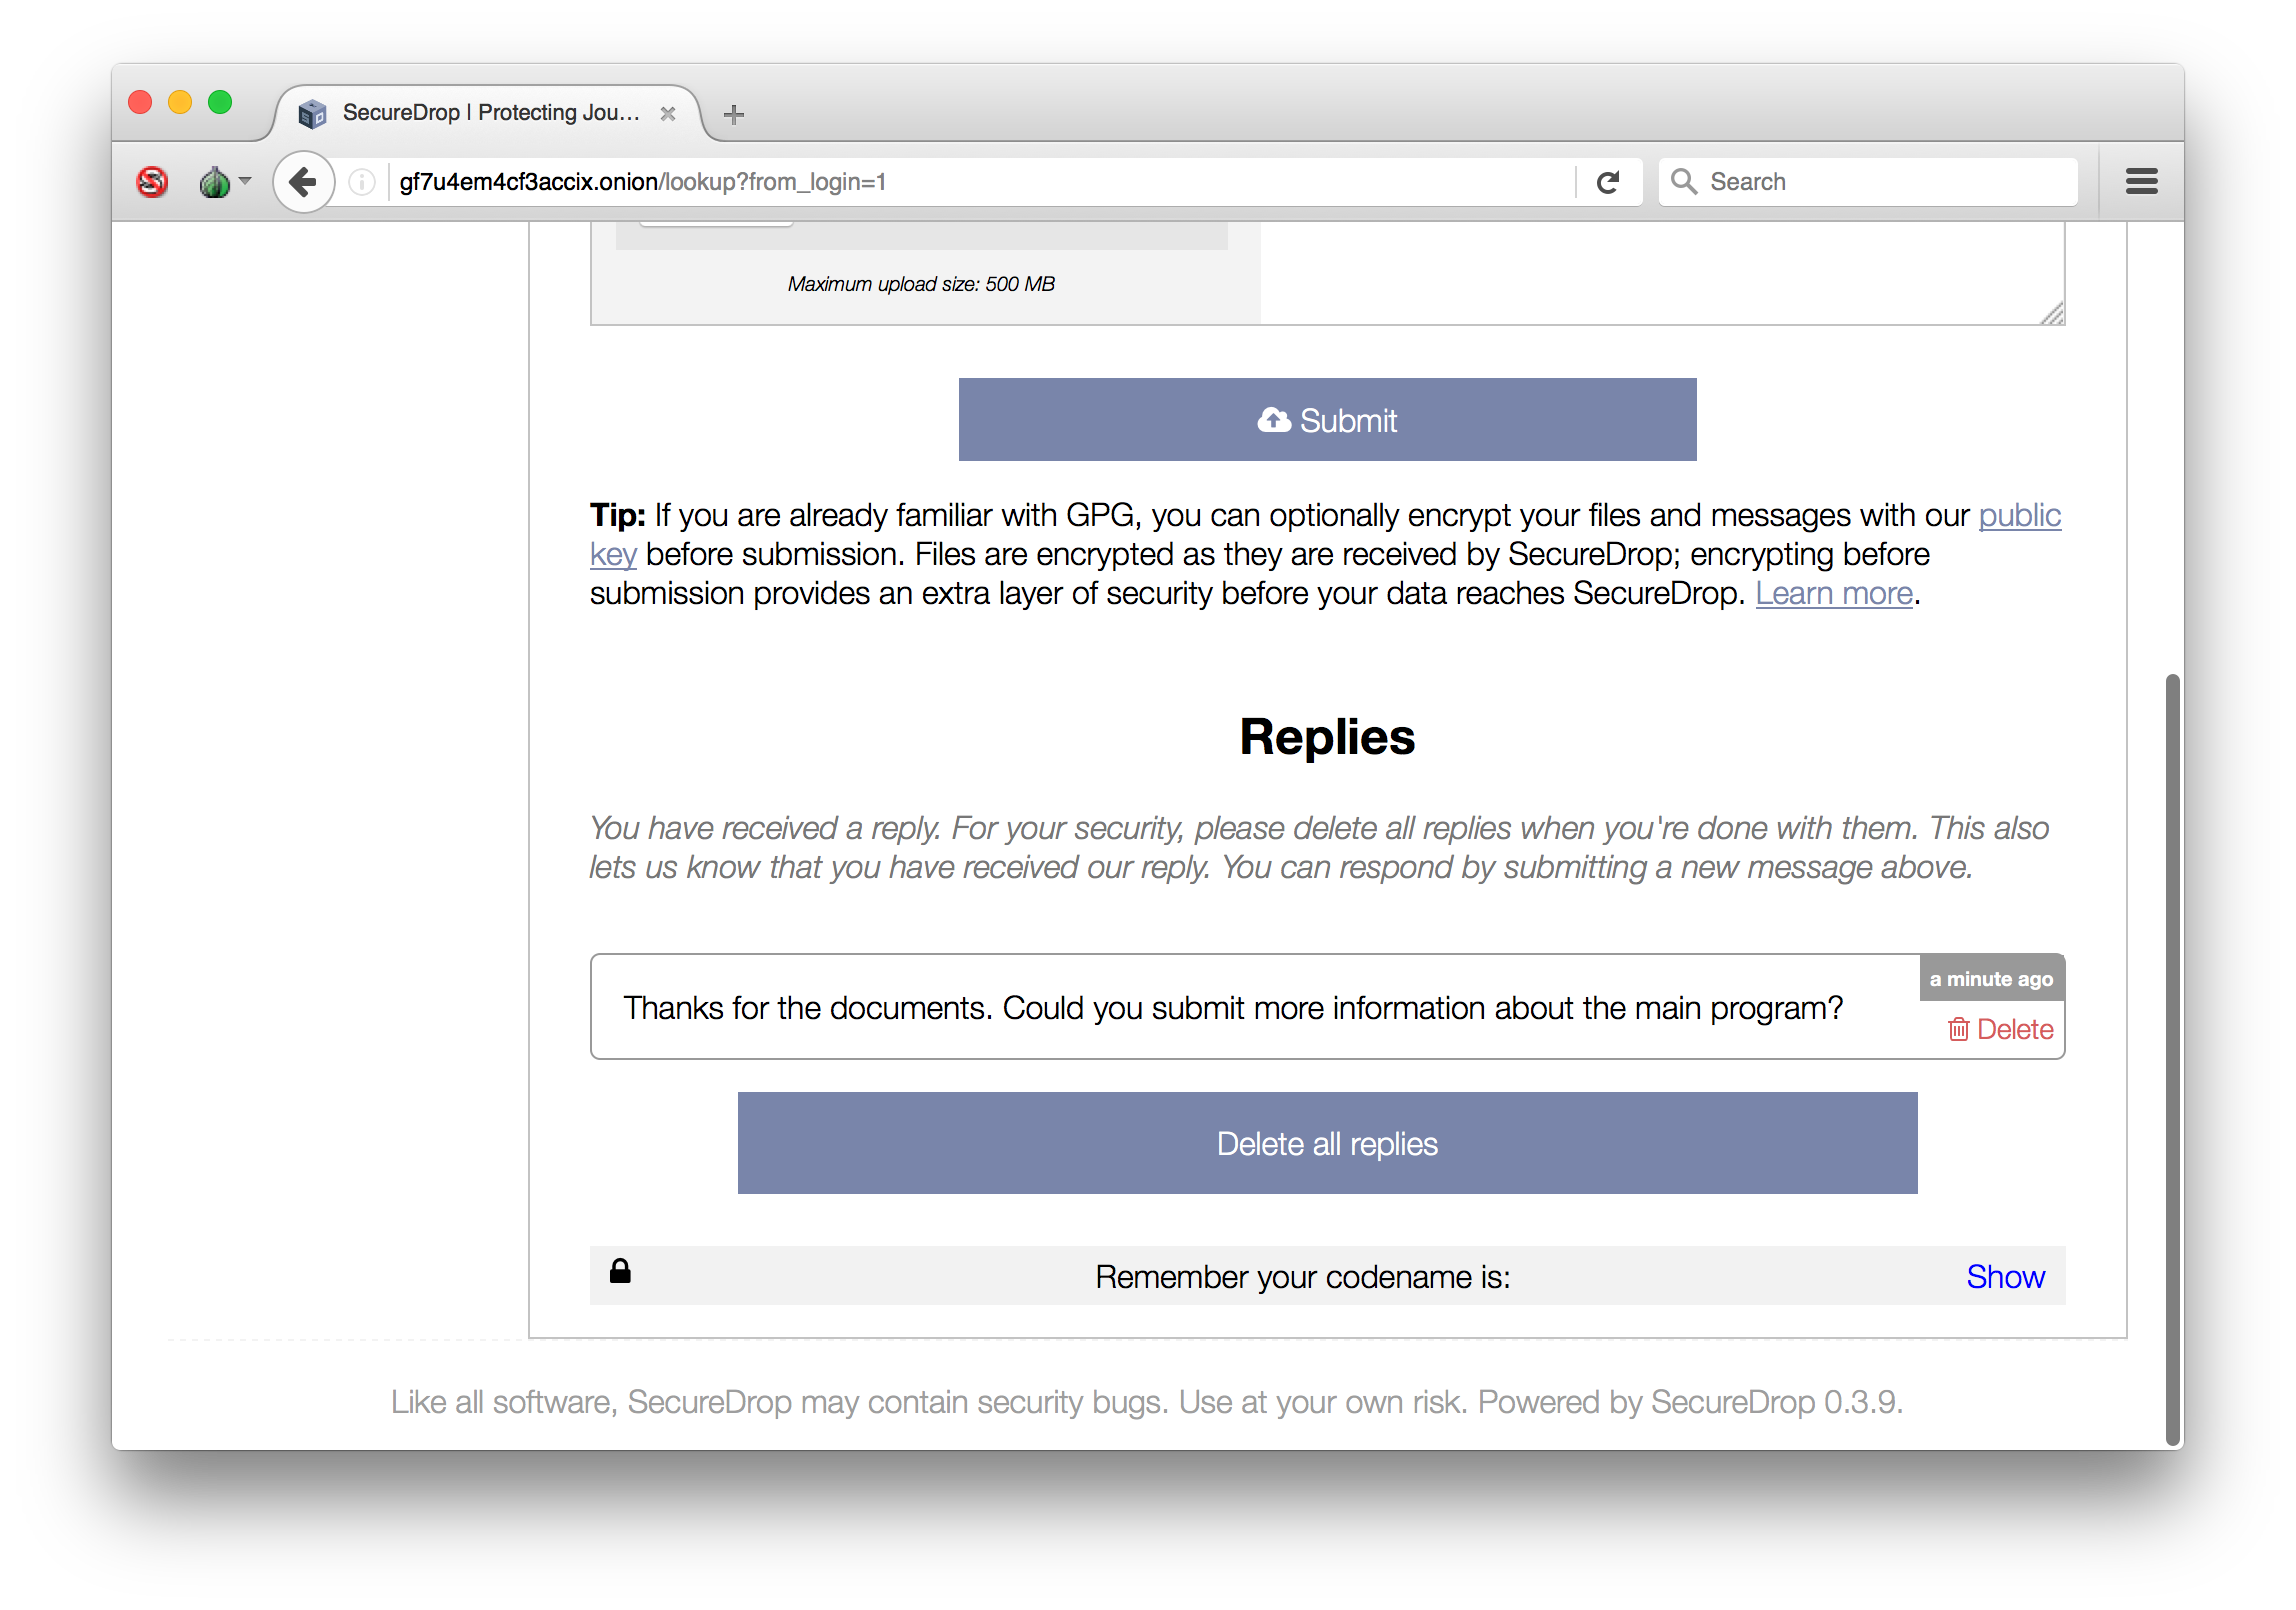 SecureDrop | Protecting Jou...
gf7u4em4cf3accix.onion/lookup?from_login=1
Search
Maximum upload size: 500 MB
Submit
Tip: If you are already familiar with GPG, you can optionally encrypt your files and messages with our public
key before submission. Files are encrypted as they are received by SecureDrop; encrypting before
submission provides an extra layer of security before your data reaches SecureDrop. Learn more.
Replies
You have received a reply. For your security, please delete all replies when you're done with them. This also
lets us know that you have received our reply. You can respond by submitting a new message above.
a minute ago
Thanks for the documents. Could you submit more information about the main program?
Delete
Delete all replies
Remember your codename is:
Show
Like all software, SecureDrop may contain security bugs. Use at your own risk. Powered by SecureDrop 0.3.9.